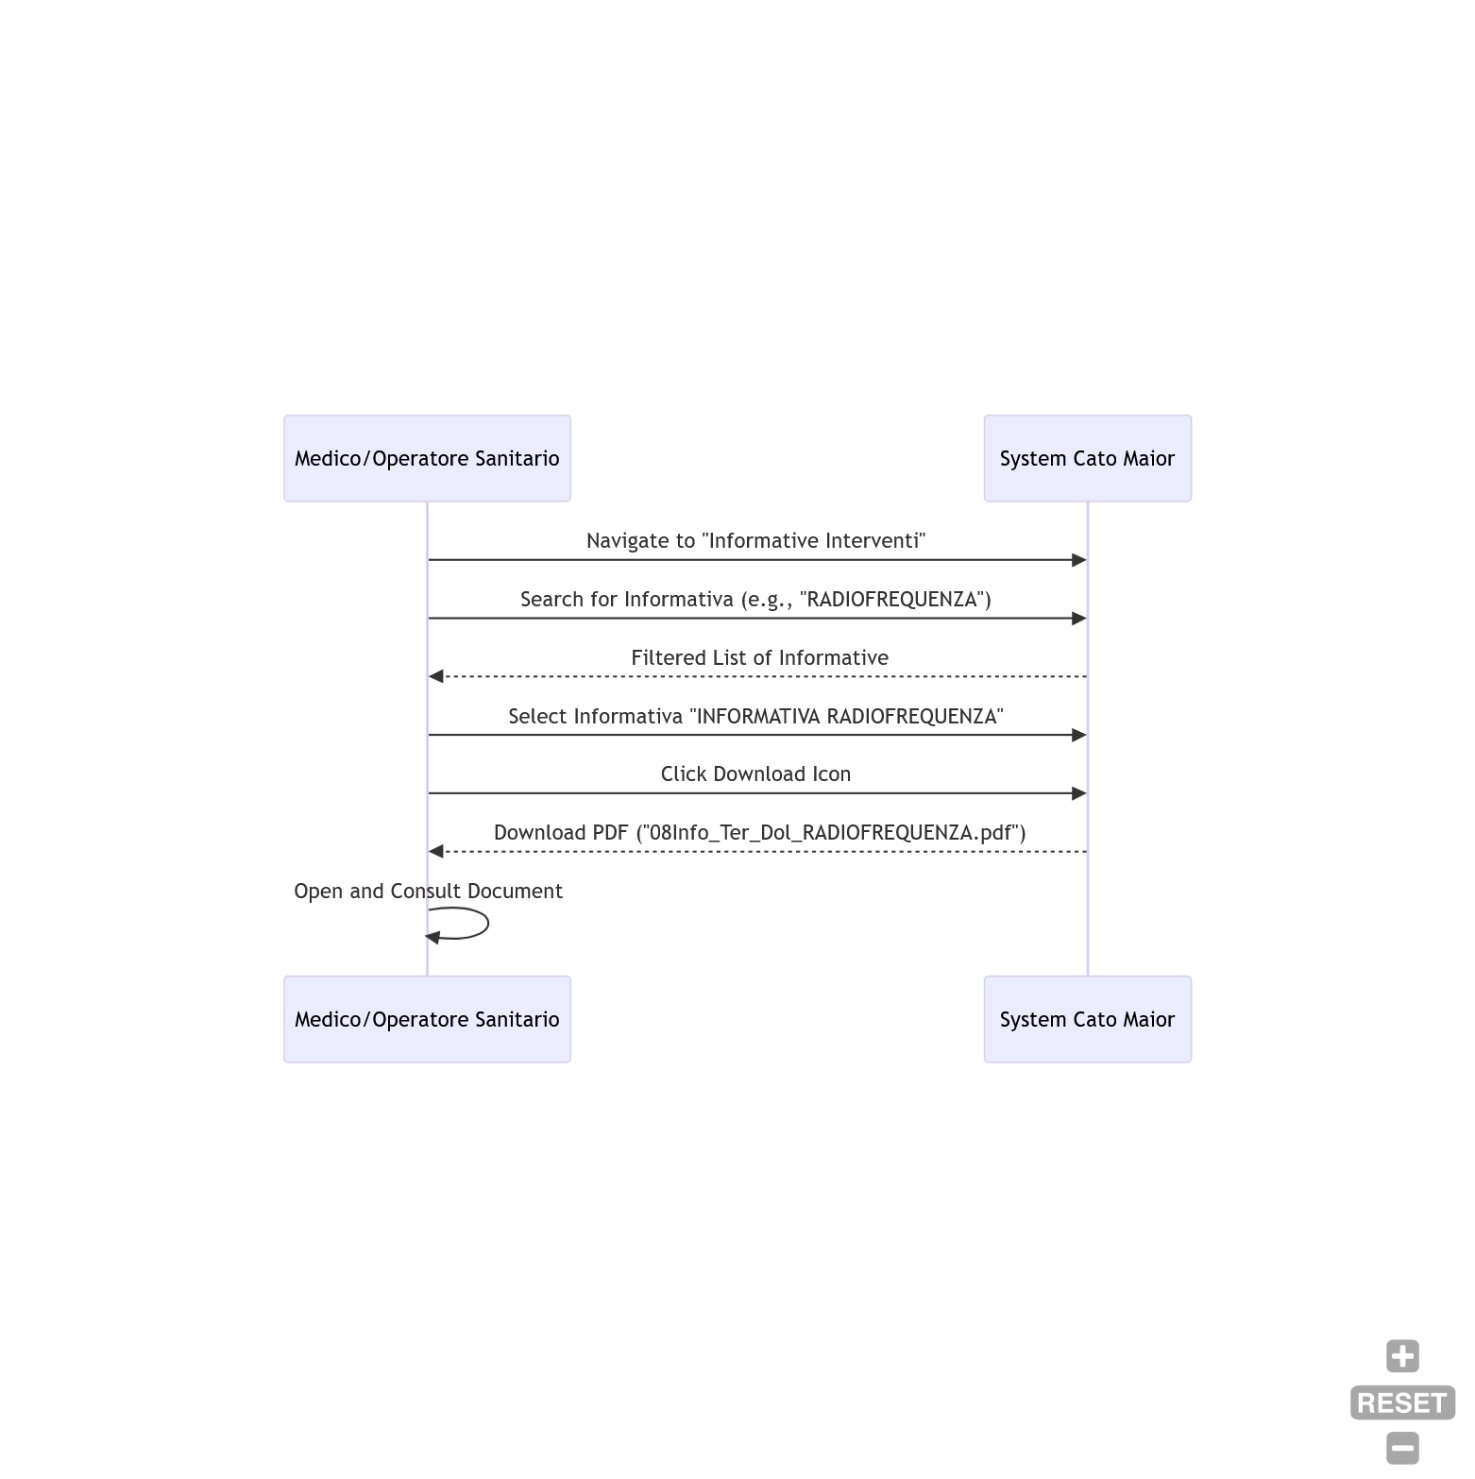 Medico/Operatore Sanitario
System Cato Maior
Navigate to "Informative Interventi"
Search for Informativa (e.g., "RADIOFREQUENZA")
Filtered List of Informative
Select Informativa "INFORMATIVA RADIOFREQUENZA"
Click Download Icon
Download PDF ("08Info_Ter_Dol_RADIOFREQUENZA.pdf")
Open and Consult Document
Medico/Operatore Sanitario
System Cato Maior
RESET